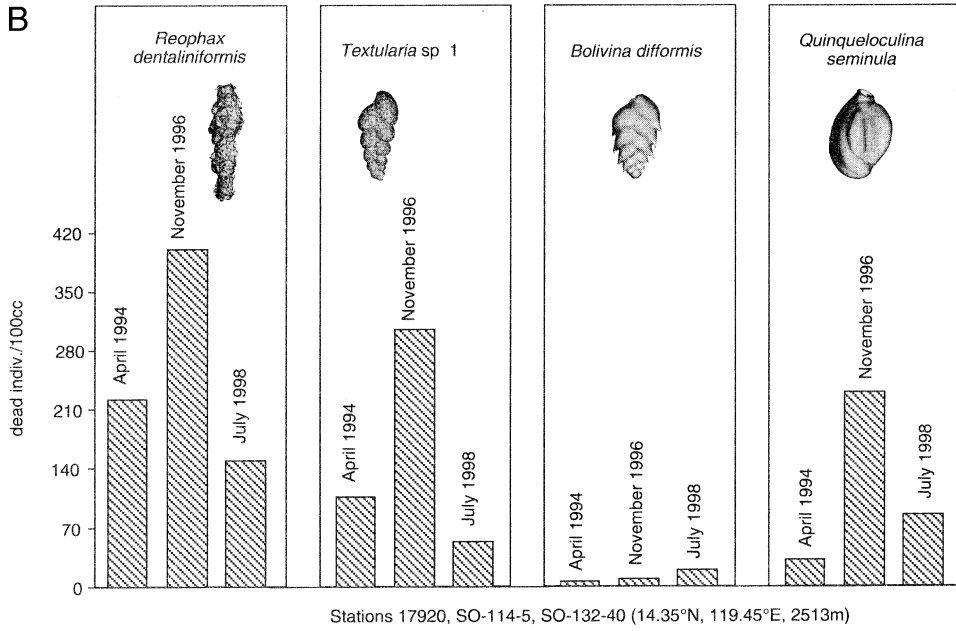 B
Reophax
dentaliniformis
Textularia sp 1
Bolivina difformis
Quinqueloculina
seminula
dead indiv./100cc
420
350
280
210
140
70
0
April 1994
November 1996
July 1998
April 1994
November 1996
July 1998
April 1994
November 1996
July 1998
April 1994
November 1996
July 1998
Stations 17920, SO-114-5, SO-132-40 (14.35°N, 119.45°E, 2513m)